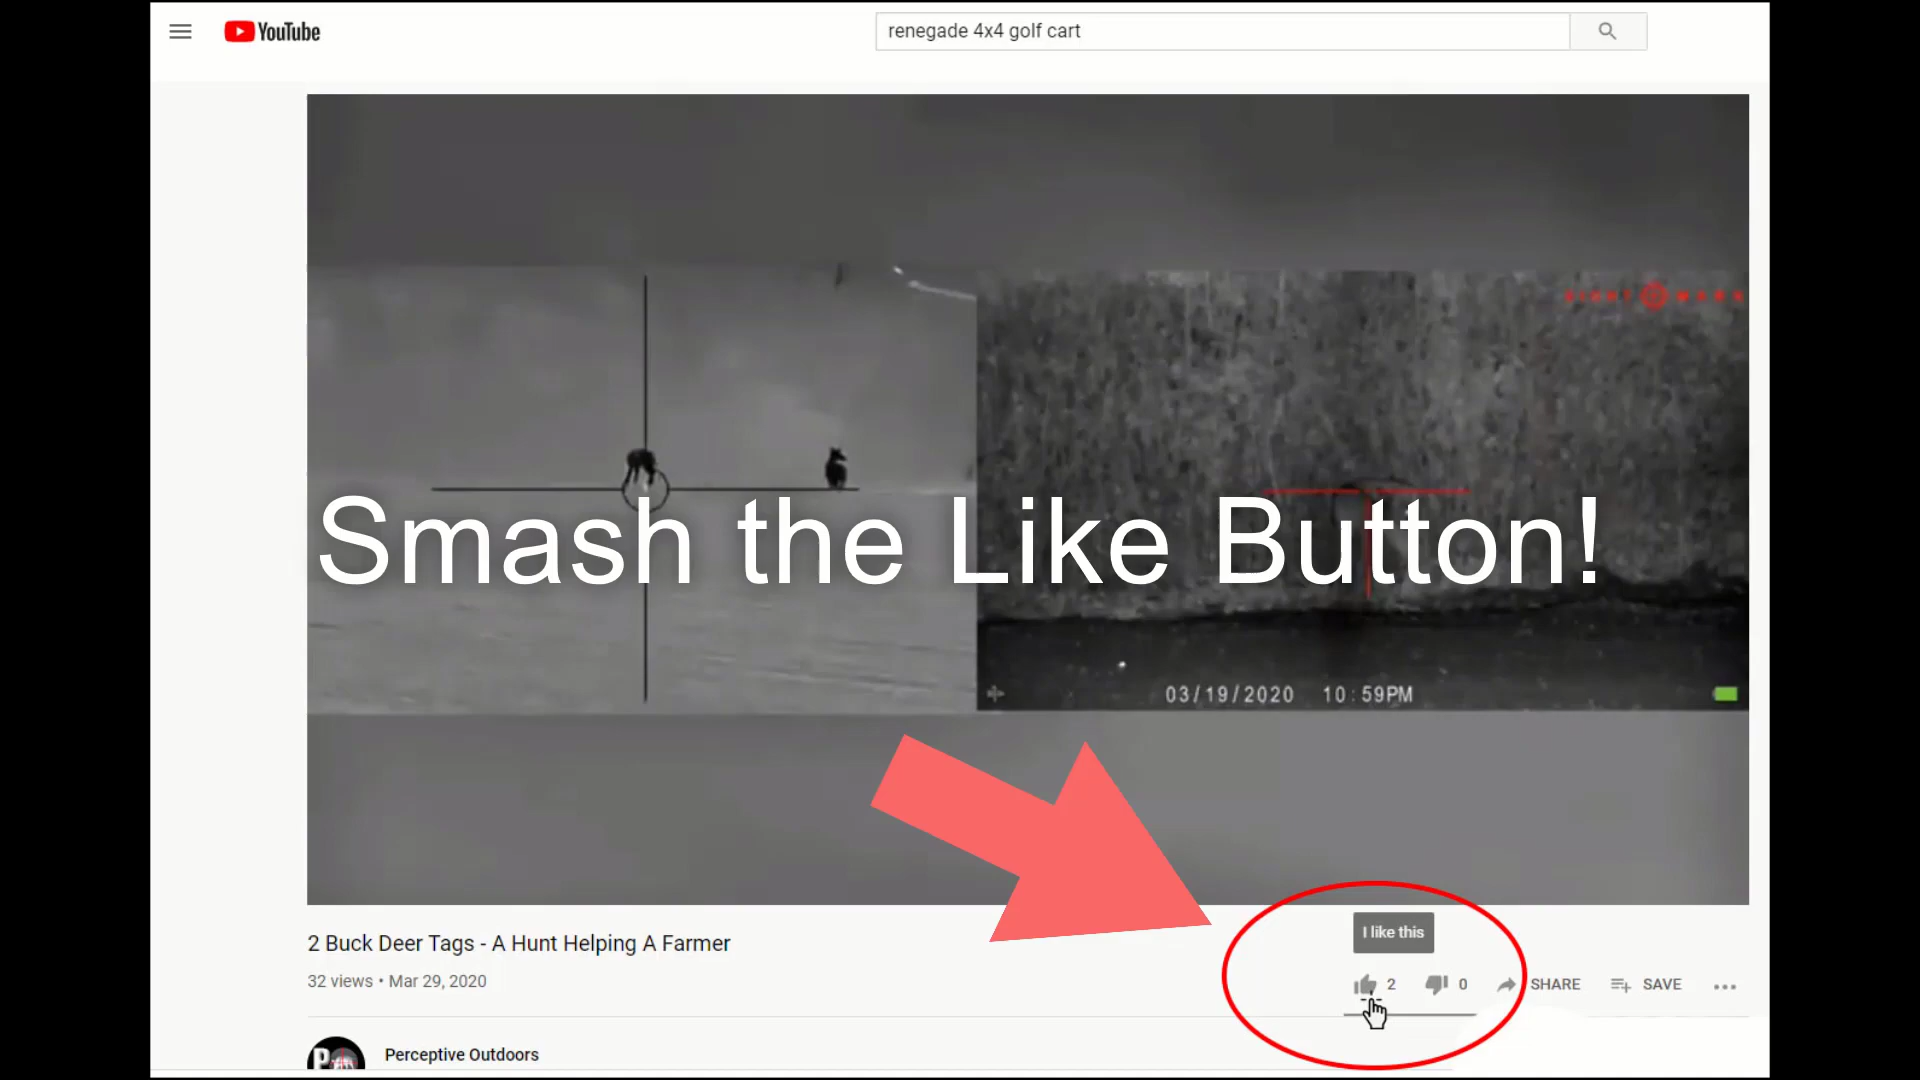 YouTube
renegade 4x4 golf cart
Smash the Like Button!
03/19/2020 10:59PM
2 Buck Deer Tags - A Hunt Helping A Farmer
32 views • Mar 29, 2020
I like this
2
0
SHARE
SAVE
Perceptive Outdoors